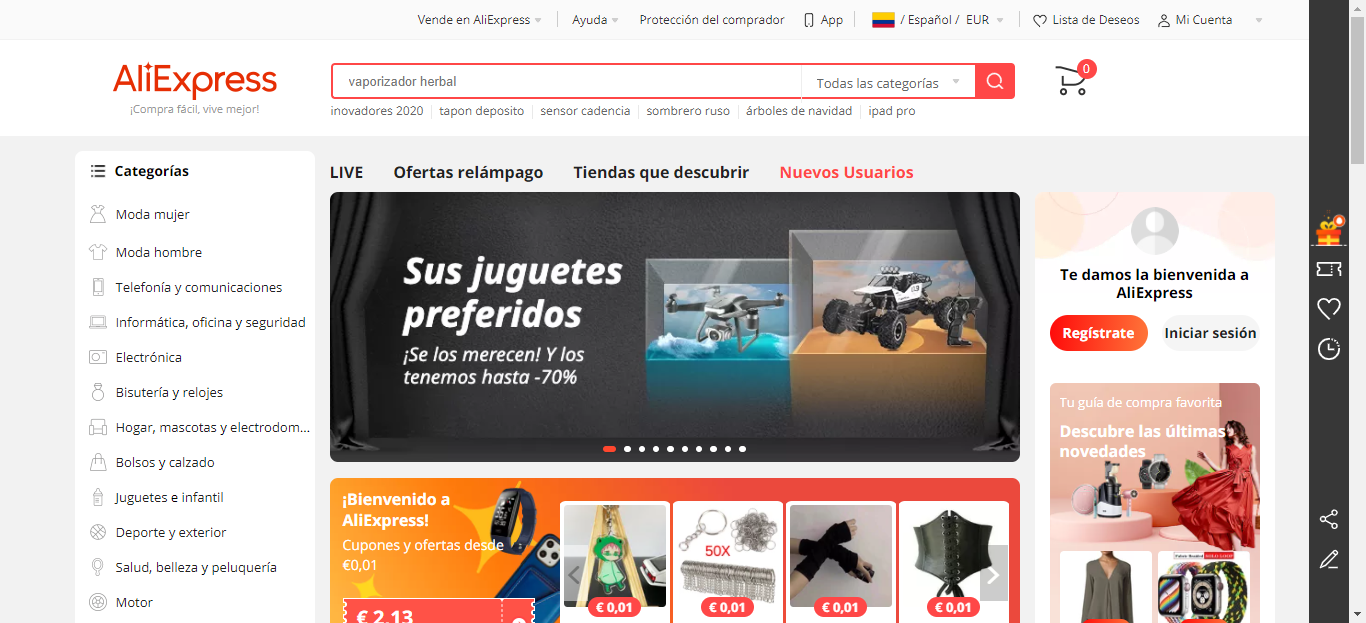 Vende en AliExpress
Ayuda
Protección del comprador
App
/ Español / EUR
Lista de Deseos
Mi Cuenta
AliExpress
¡Compra fácil, vive mejor!
vaporizador herbal
Todas las categorías
0
inovadores 2020
tapon deposito
sensor cadencia
sombrero ruso
árboles de navidad
ipad pro
Categorías
Moda mujer
Moda hombre
Telefonía y comunicaciones
Informática, oficina y seguridad
Electrónica
Bisutería y relojes
Hogar, mascotas y electrodom...
Bolsos y calzado
Juguetes e infantil
Deporte y exterior
Salud, belleza y peluquería
Motor
LIVE
Ofertas relámpago
Tiendas que descubrir
Nuevos Usuarios
Sus juguetes
preferidos
¡Se los merecen! Y los
tenemos hasta -70%
¡Bienvenido a
AliExpress!
Cupones y ofertas desde
€0,01
€ 2,13
€ 0,01
50X
€ 0,01
€ 0,01
€ 0,01
Te damos la bienvenida a
AliExpress
Regístrate
Iniciar sesión
Tu guía de compra favorita
Descubre las últimas
novedades